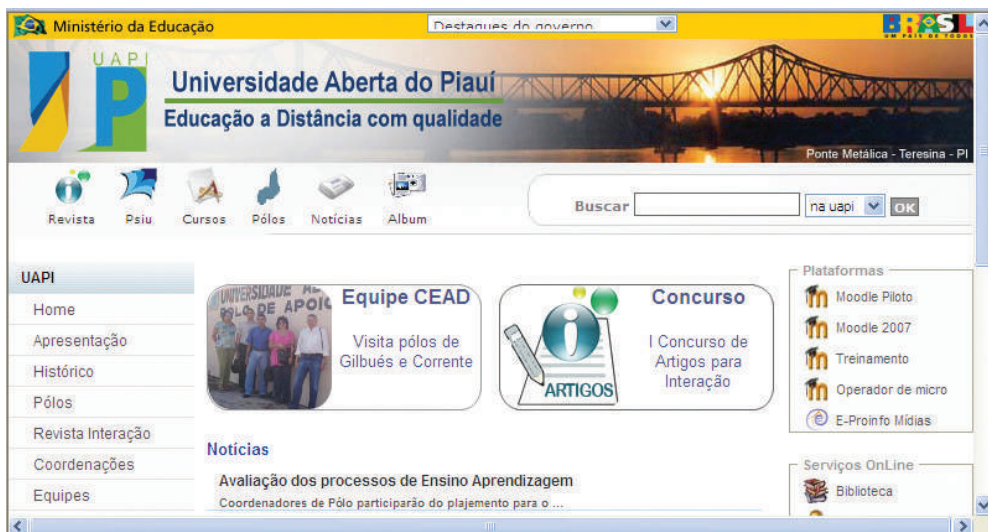 Ministério da Educação
Destaques do governo
BRASIL
UM PAÍS DE TODOS
UAPI
Universidade Aberta do Piauí
Educação a Distância com qualidade
Ponte Metálica - Teresina - PI
Revista
Psiu
Cursos
Pólos
Notícias
Album
Buscar
na uapi
OK
UAPI
Home
Apresentação
Histórico
Pólos
Revista Interação
Coordenações
Equipes
UNIVERSIDADE
POLO DE APOIO
Equipe CEAD
Visita pólos de
Gilbués e Corrente
ARTIGOS
Concurso
I Concurso de
Artigos para
Interação
Notícias
Avaliação dos processos de Ensino Aprendizagem
Coordenadores de Pólo participarão do plajemento para o ...
Plataformas
Moodle Piloto
Moodle 2007
Treinamento
Operador de micro
E-Proinfo Mídias
Serviços OnLine
Biblioteca